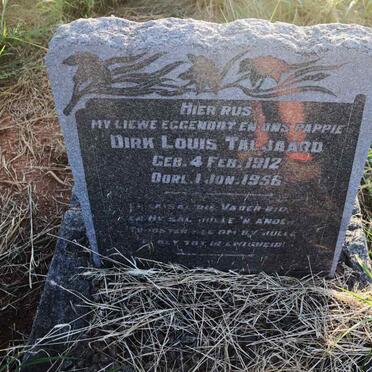 HIER RUS
MY LIEWE EGGENOOT EN ONS PAPPIE
DIRK LOUIS TALJAARD
GEB. 4 FEB. 1912
OORL. 1 JUN. 1956
EK SAL DIE VADER BID,
EN HY SAL JULLE 'N ANDER
TROOSTER GEE OM BY JULLE
TE BLY TOT IN EWIGHEID